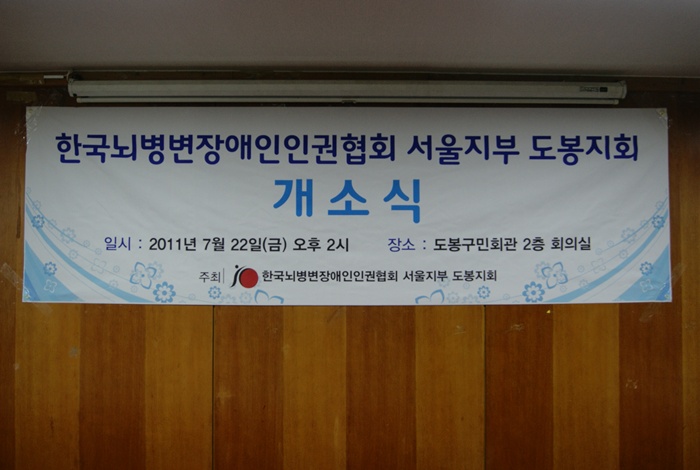 한국뇌병변장애인인권협회 서울지부 도봉지회
개소식
일시 : 2011년 7월 22일(금) 오후 2시 장소 : 도봉구민회관 2층 회의실
주최 한국뇌병변장애인인권협회 서울지부 도봉지회